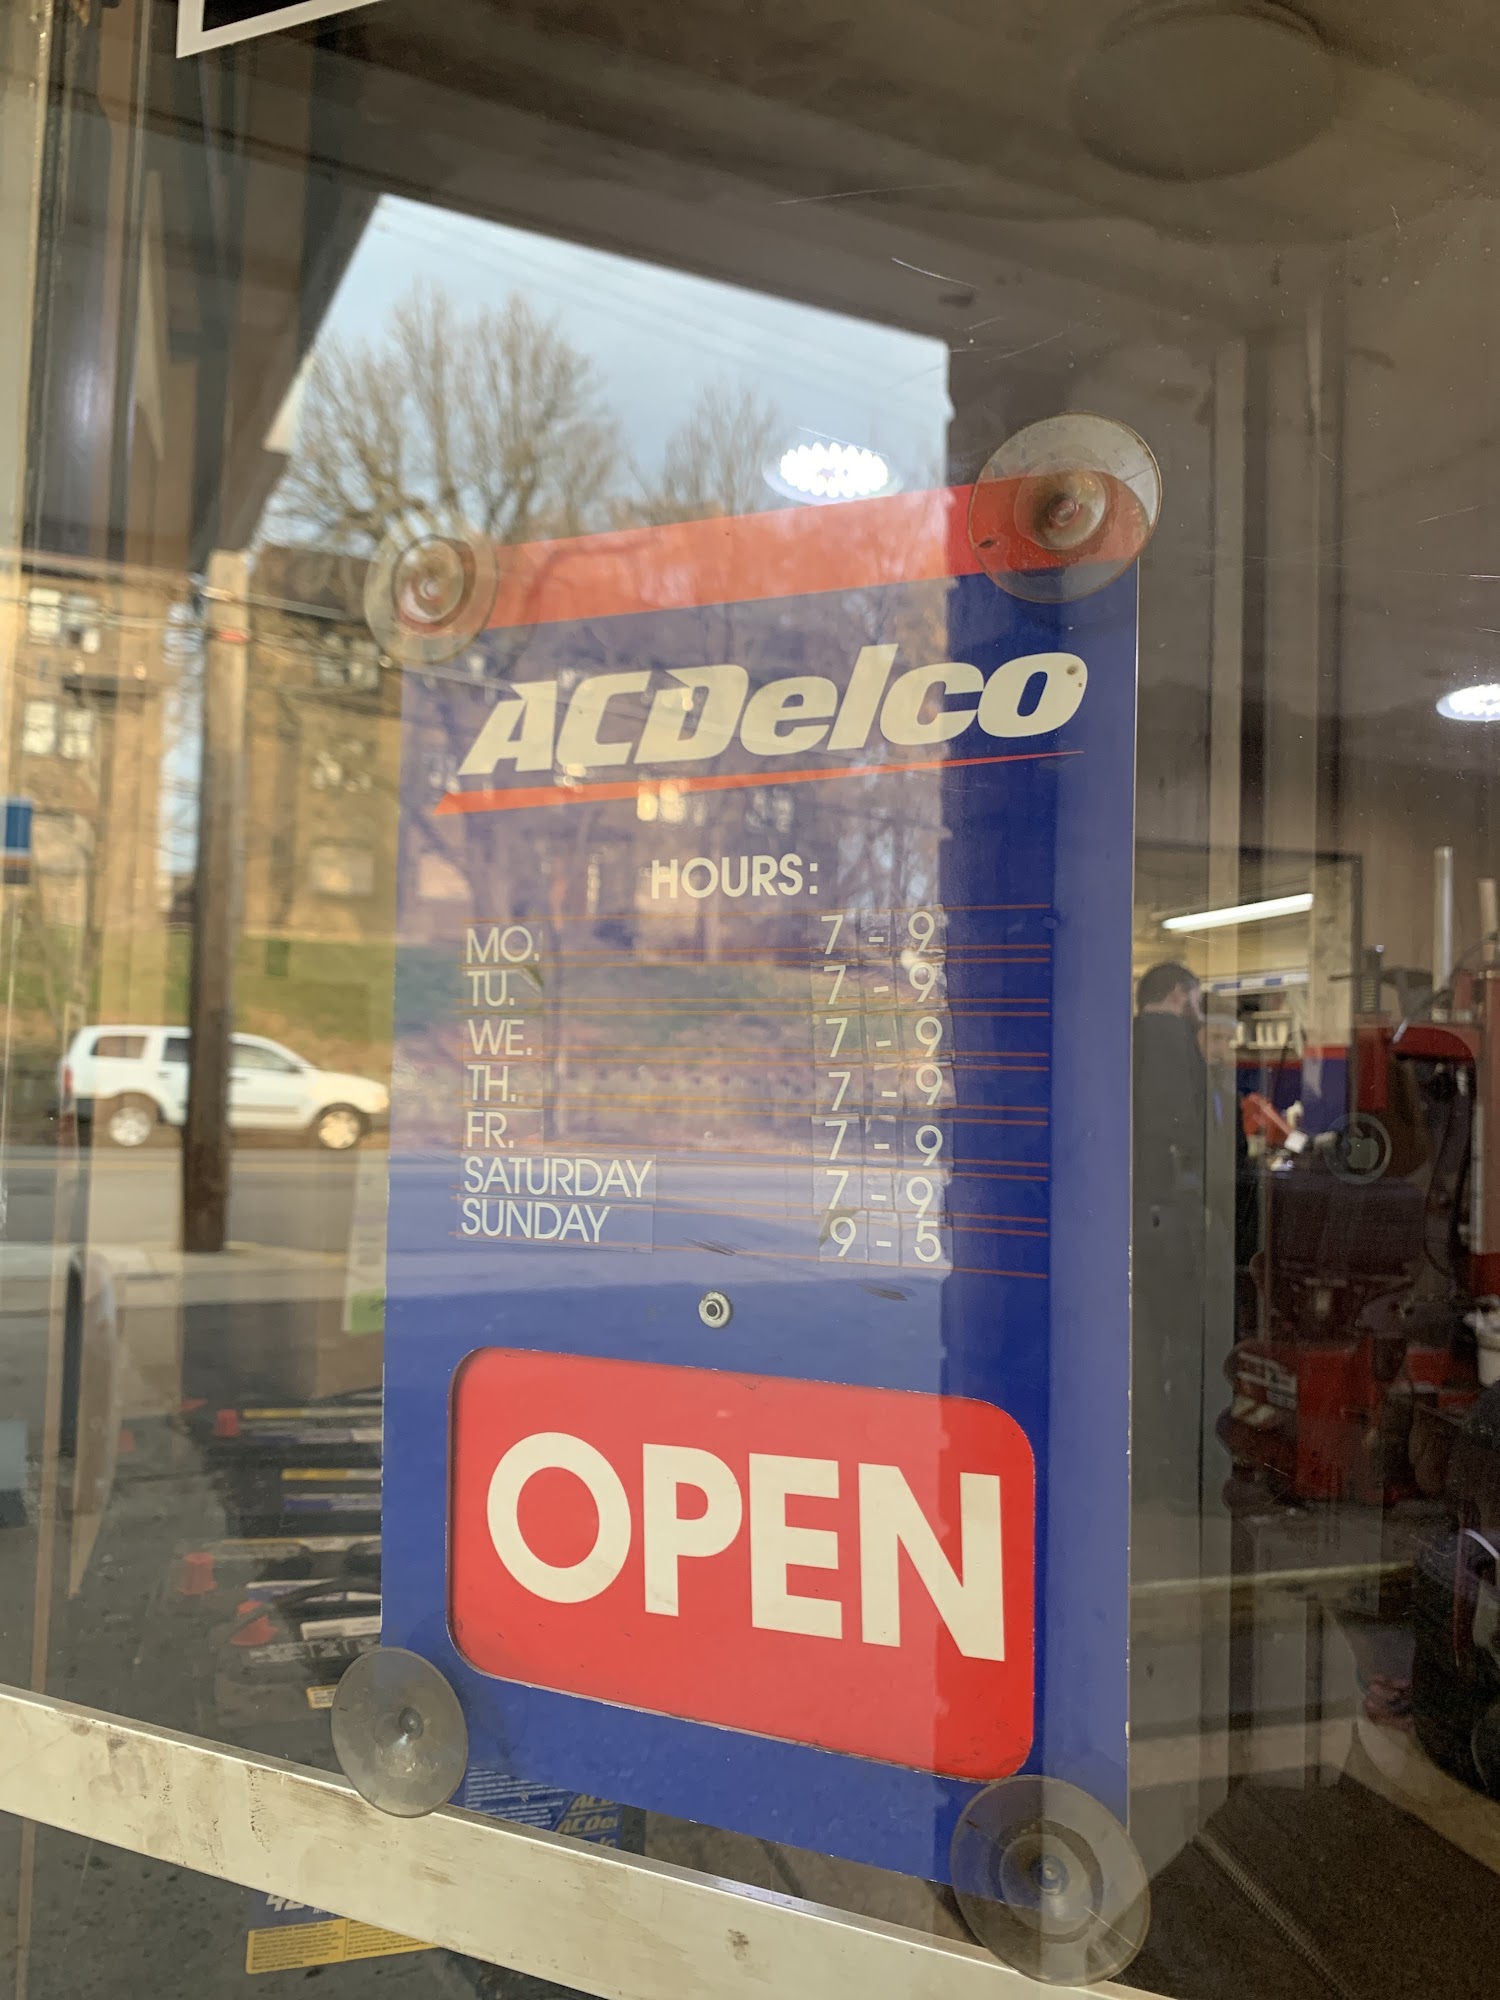 ACDelco
HOURS:
MO. 7 - 9
TU. 7 - 9
WE. 7 - 9
TH. 7 - 9
FR. 7 - 9
SATURDAY 7 - 9
SUNDAY 9 - 5
OPEN